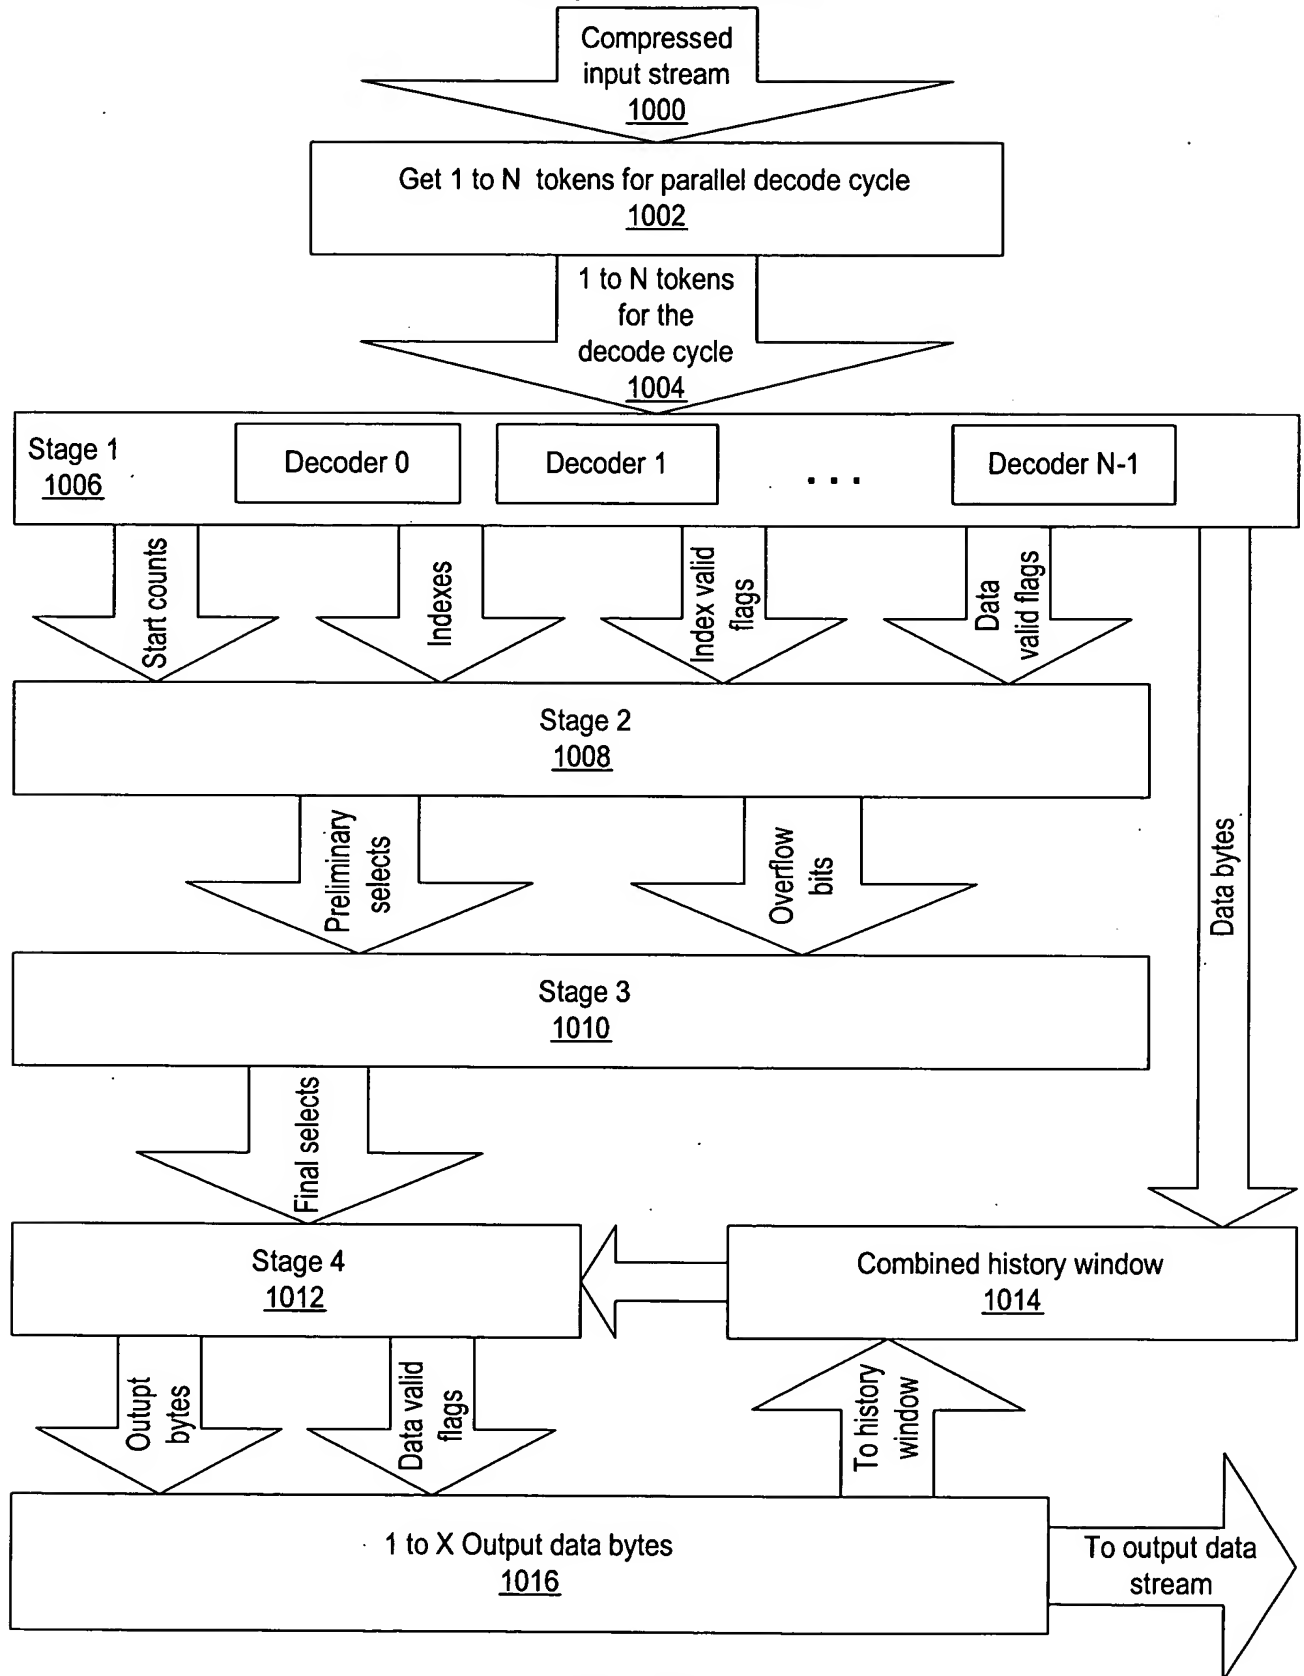 Compressed
input stream
1000
Get 1 to N tokens for parallel decode cycle
1002
1 to N tokens
for the
decode cycle
1004
Stage 1
1006
Decoder 0
Decoder 1
. . .
Decoder N-1
Start counts
Indexes
Index valid
flags
Data
valid flags
Data bytes
Stage 2
1008
Preliminary
selects
Overflow
bits
Stage 3
1010
Final selects
Stage 4
1012
Combined history window
1014
Outupt
bytes
Data valid
flags
To history
window
1 to X Output data bytes
1016
To output data
stream